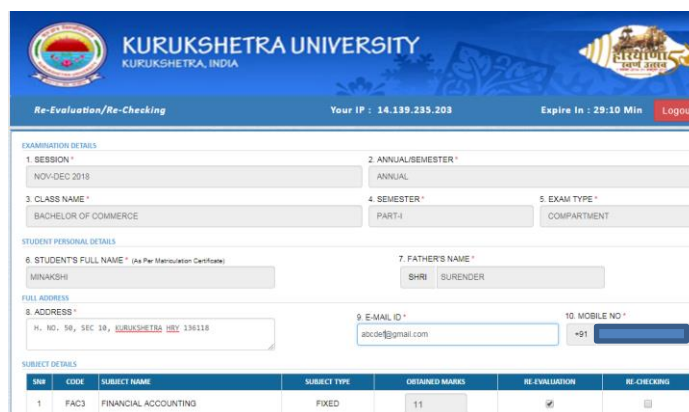 KURUKSHETRA UNIVERSITY
KURUKSHETRA, INDIA
हरियाणा
स्वर्ण उत्सव
Re-Evaluation/Re-Checking Your IP : 14.139.235.203 Expire In : 29:10 Min Logou
EXAMINATION DETAILS
1. SESSION * 2. ANNUAL/SEMESTER *
NOV-DEC 2018 ANNUAL
3. CLASS NAME * 4. SEMESTER * 5. EXAM TYPE *
BACHELOR OF COMMERCE PART-I COMPARTMENT
STUDENT PERSONAL DETAILS
6. STUDENT'S FULL NAME * (As Per Matriculation Certificate) 7. FATHER'S NAME *
MINAKSHI SHRI SURENDER
FULL ADDRESS
8. ADDRESS * 9. E-MAIL ID * 10. MOBILE NO *
H. NO. 50, SEC 10, KURUKSHETRA HRY 136118 abcdef@gmail.com +91
SUBJECT DETAILS
SN# CODE SUBJECT NAME SUBJECT TYPE OBTAINED MARKS RE-EVALUATION RE-CHECKING
1 FAC3 FINANCIAL ACCOUNTING FIXED 11